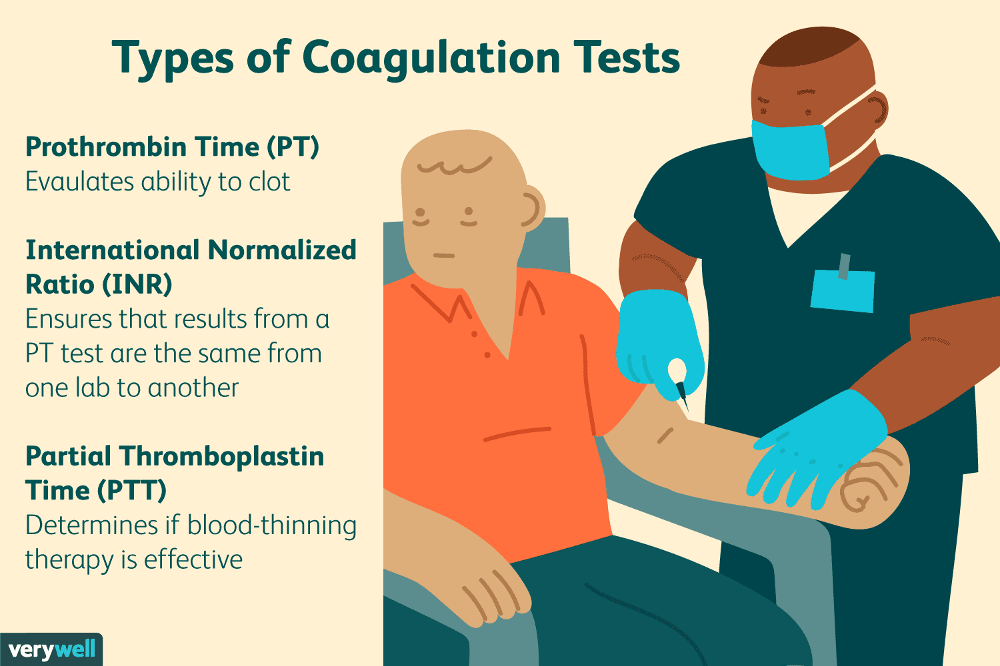 Types of Coagulation Tests
Prothrombin Time (PT)
Evaulates ability to clot
International Normalized
Ratio (INR)
Ensures that results from a
PT test are the same from
one lab to another
Partial Thromboplastin
Time (PTT)
Determines if blood-thinning
therapy is effective
verywell